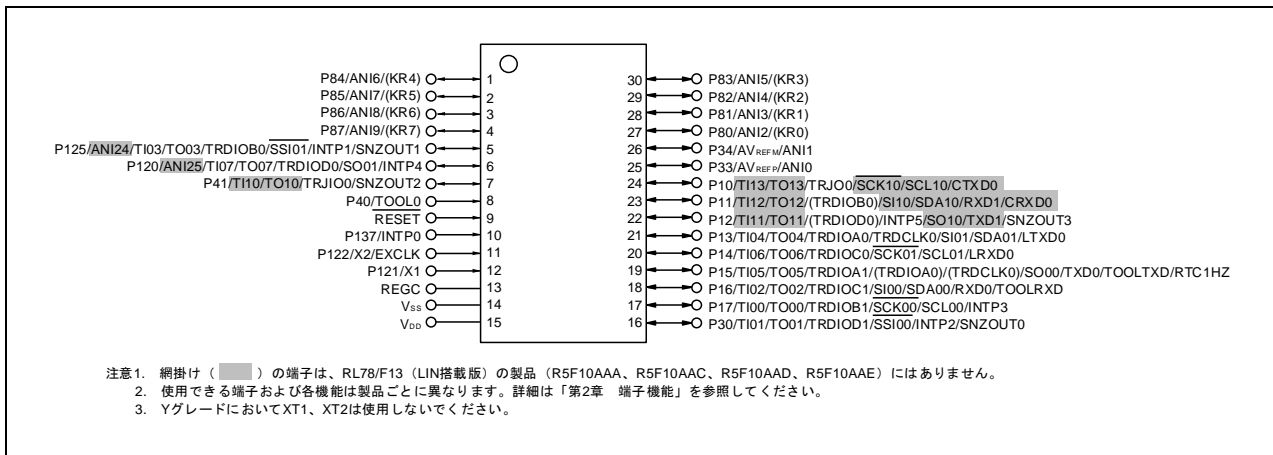 P84/ANI6/(KR4) 1
P85/ANI7/(KR5) 2
P86/ANI8/(KR6) 3
P87/ANI9/(KR7) 4
P125/ANI24/TI03/TO03/TRDIOB0/SSI01/INTP1/SNZOUT1 5
P120/ANI25/TI07/TO07/TRDIOD0/SO01/INTP4 6
P41/TI10/TO10/TRJIO0/SNZOUT2 7
P40/TOOL0 8
RESET 9
P137/INTP0 10
P122/X2/EXCLK 11
P121/X1 12
REGC 13
VSS 14
VDD 15
30 P83/ANI5/(KR3)
29 P82/ANI4/(KR2)
28 P81/ANI3/(KR1)
27 P80/ANI2/(KR0)
26 P34/AVREFM/ANI1
25 P33/AVREFP/ANI0
24 P10/TI13/TO13/TRJO0/SCK10/SCL10/CTXD0
23 P11/TI12/TO12/(TRDIOB0)/SI10/SDA10/RXD1/CRXD0
22 P12/TI11/TO11/(TRDIOD0)/INTP5/SO10/TXD1/SNZOUT3
21 P13/TI04/TO04/TRDIOA0/TRDCLK0/SI01/SDA01/LTXD0
20 P14/TI06/TO06/TRDIOC0/SCK01/SCL01/LRXD0
19 P15/TI05/TO05/TRDIOA1/(TRDIOA0)/(TRDCLK0)/SO00/TXD0/TOOLTXD/RTC1HZ
18 P16/TI02/TO02/TRDIOC1/SI00/SDA00/RXD0/TOOLRXD
17 P17/TI00/TO00/TRDIOB1/SCK00/SCL00/INTP3
16 P30/TI01/TO01/TRDIOD1/SSI00/INTP2/SNZOUT0
注意1. 網掛け（ ）の端子は、RL78/F13（LIN搭載版）の製品（R5F10AAA、R5F10AAC、R5F10AAD、R5F10AAE）にはありません。
2. 使用できる端子および各機能は製品ごとに異なります。詳細は「第2章 端子機能」を参照してください。
3. YグレードにおいてXT1、XT2は使用しないでください。